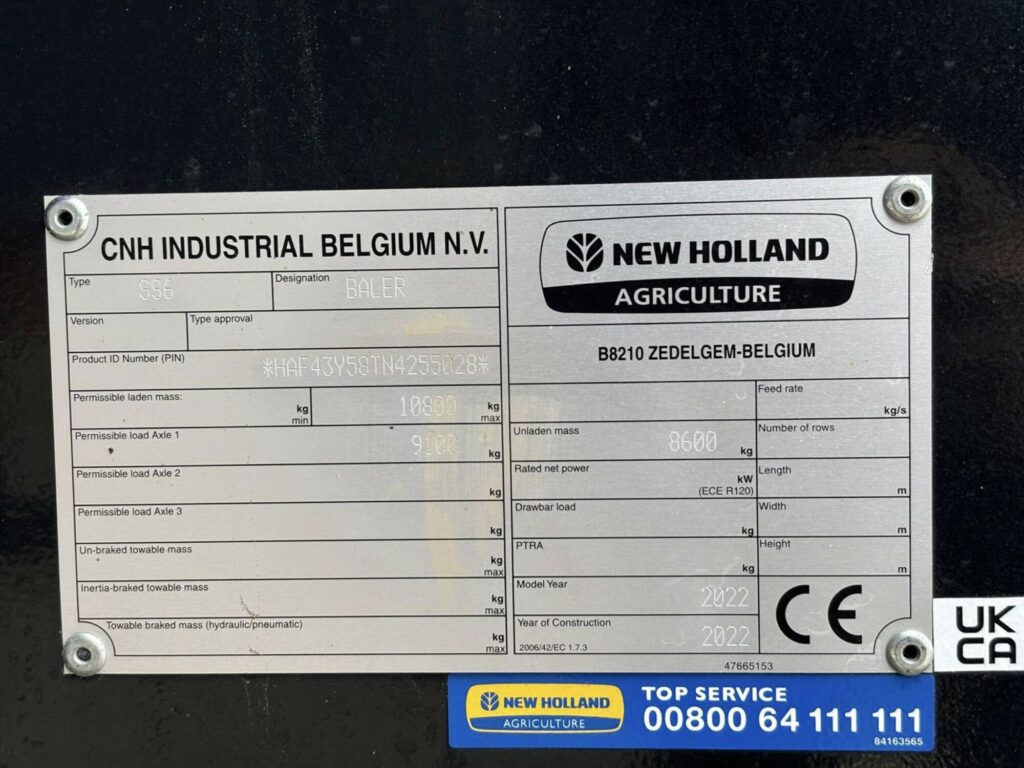 CNH INDUSTRIAL BELGIUM N.V.
Type SS6
Designation BALER
Version
Type approval
Product ID Number (PIN) *HAF43Y58TN4255028*
Permissible laden mass: kg min 10800 kg max
Permissible load Axle 1 9100 kg
Permissible load Axle 2 kg
Permissible load Axle 3 kg
Un-braked towable mass kg max
Inertia-braked towable mass kg max
Towable braked mass (hydraulic/pneumatic) kg max
NEW HOLLAND
AGRICULTURE
B8210 ZEDELGEM-BELGIUM
Feed rate kg/s
Unladen mass 8600 kg
Number of rows
Rated net power kW (ECE R120)
Length m
Drawbar load kg
Width m
PTRA kg
Height m
Model Year 2022
Year of Construction 2022
2006/42/EC 1.7.3
CE
47665153
UK
CA
NEW HOLLAND
AGRICULTURE
TOP SERVICE
00800 64 111 111
84163565